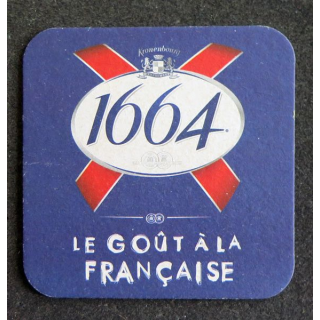 Kronenbourg
1664
LE GOÛT À LA
FRANÇAISE